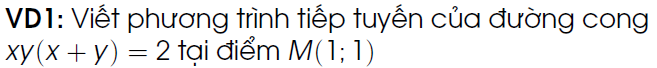 VD1: Viết phương trình tiếp tuyến của đường cong
xy(x + y) = 2 tại điểm M(1; 1)